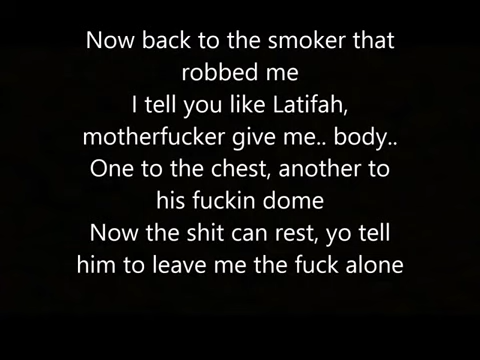 Now back to the smoker that
robbed me
I tell you like Latifah,
motherfucker give me.. body..
One to the chest, another to
his fuckin dome
Now the shit can rest, yo tell
him to leave me the fuck alone